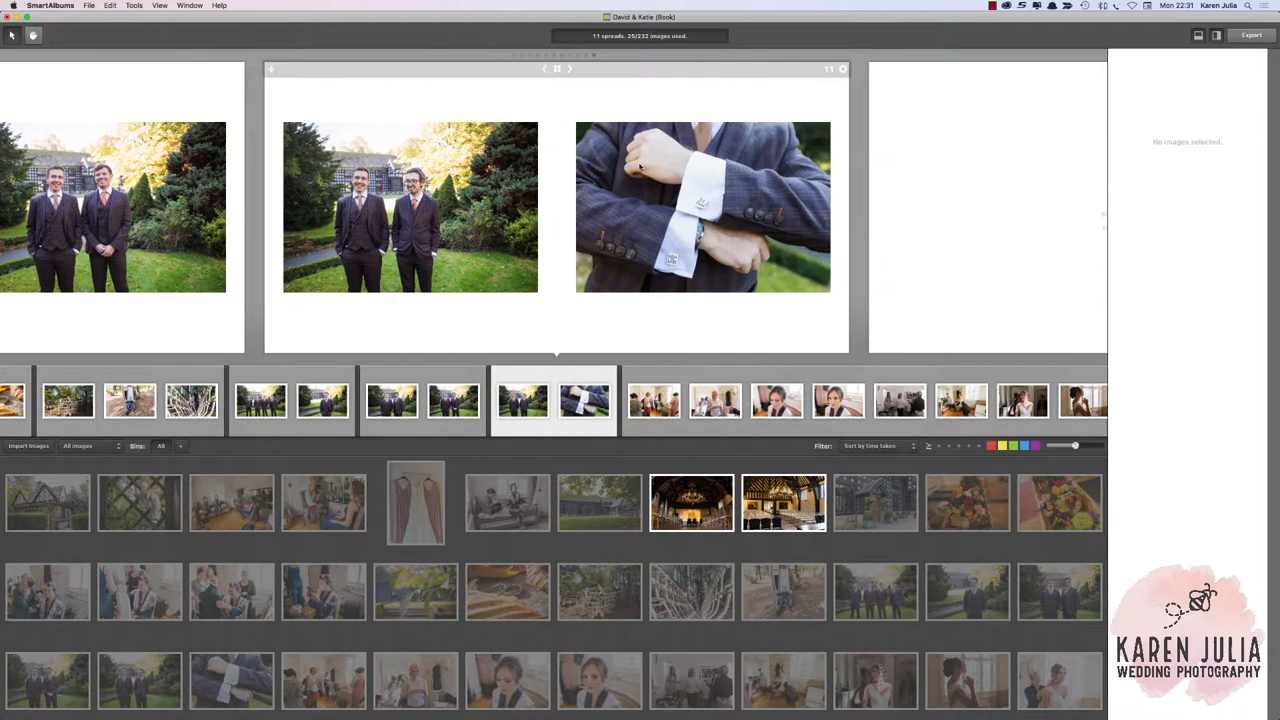 SmartAlbums File Edit Tools View Window Help
Mon 22:31 Karen Julia
David & Katie (Book)
11 spreads. 25/232 images used.
Export
11
No images selected.
Import Images All images Bins: All
Filter: Sort by time taken
KAREN JULIA
WEDDING PHOTOGRAPHY